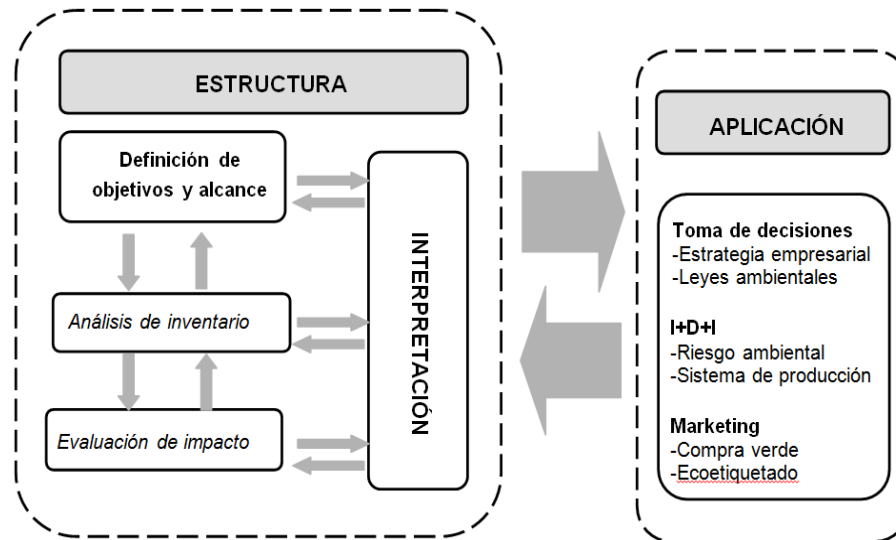 ESTRUCTURA
Definición de
objetivos y alcance
Análisis de inventario
Evaluación de impacto
INTERPRETACIÓN
APLICACIÓN
Toma de decisiones
-Estrategia empresarial
-Leyes ambientales
I+D+I
-Riesgo ambiental
-Sistema de producción
Marketing
-Compra verde
-Ecoetiquetado